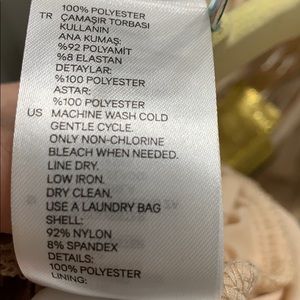 100% POLYESTER
TR ÇAMAŞIR TORBASI
KULLANIN
ANA KUMAŞ:
%92 POLYAMİT
%8 ELASTAN
DETAYLAR:
%100 POLYESTER
ASTAR:
%100 POLYESTER
US MACHINE WASH COLD
GENTLE CYCLE.
ONLY NON-CHLORINE
BLEACH WHEN NEEDED.
LINE DRY.
LOW IRON.
DRY CLEAN.
USE A LAUNDRY BAG
SHELL:
92% NYLON
8% SPANDEX
DETAILS:
100% POLYESTER
LINING: